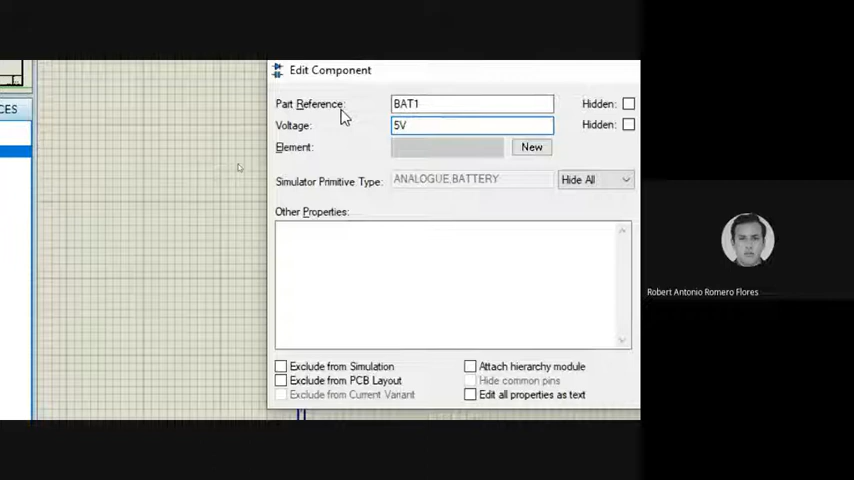 Edit Component
CES
Part Reference: BAT1 Hidden:
Voltage: 5V Hidden:
Element: New
Simulator Primitive Type: ANALOGUE,BATTERY Hide All
Other Properties:
Exclude from Simulation Attach hierarchy module
Exclude from PCB Layout Hide common pins
Exclude from Current Variant Edit all properties as text
Robert Antonio Romero Flores